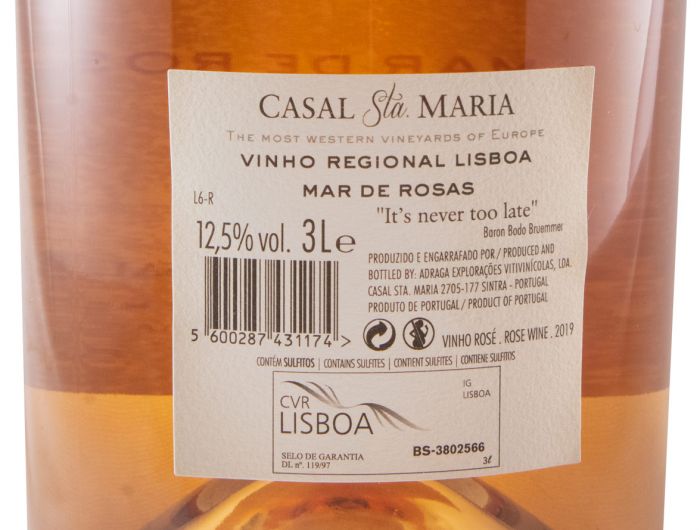 MAR DE ROS
CASAL Sta. MARIA
THE MOST WESTERN VINEYARDS OF EUROPE
VINHO REGIONAL LISBOA
MAR DE ROSAS
L6-R
"It's never too late"
Baron Bodo Bruemmer
12,5% vol. 3L e
PRODUZIDO E ENGARRAFADO POR / PRODUCED AND
BOTTLED BY: ADRAGA EXPLORAÇÕES VITIVINÍCOLAS, LDA.
CASAL STA. MARIA 2705-177 SINTRA - PORTUGAL
PRODUTO DE PORTUGAL / PRODUCT OF PORTUGAL
5 600287 431174 >
VINHO ROSÉ . ROSE WINE . 2019
CONTÉM SULFITOS | CONTAINS SULFITES | CONTIENT SULFITES | CONTIENE SULFITOS
CVR
LISBOA
IG
LISBOA
SELO DE GARANTIA
DL nº. 119/97
BS-3802566
3ℓ